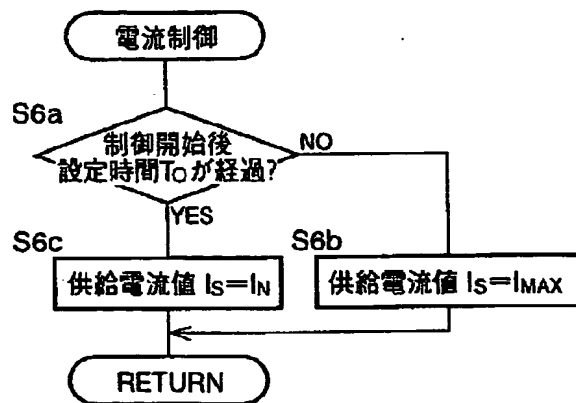 電流制御
S6a
制御開始後
設定時間TOが経過?
NO
YES
S6c
S6b
供給電流値 IS=IN
供給電流値 IS=IMAX
RETURN